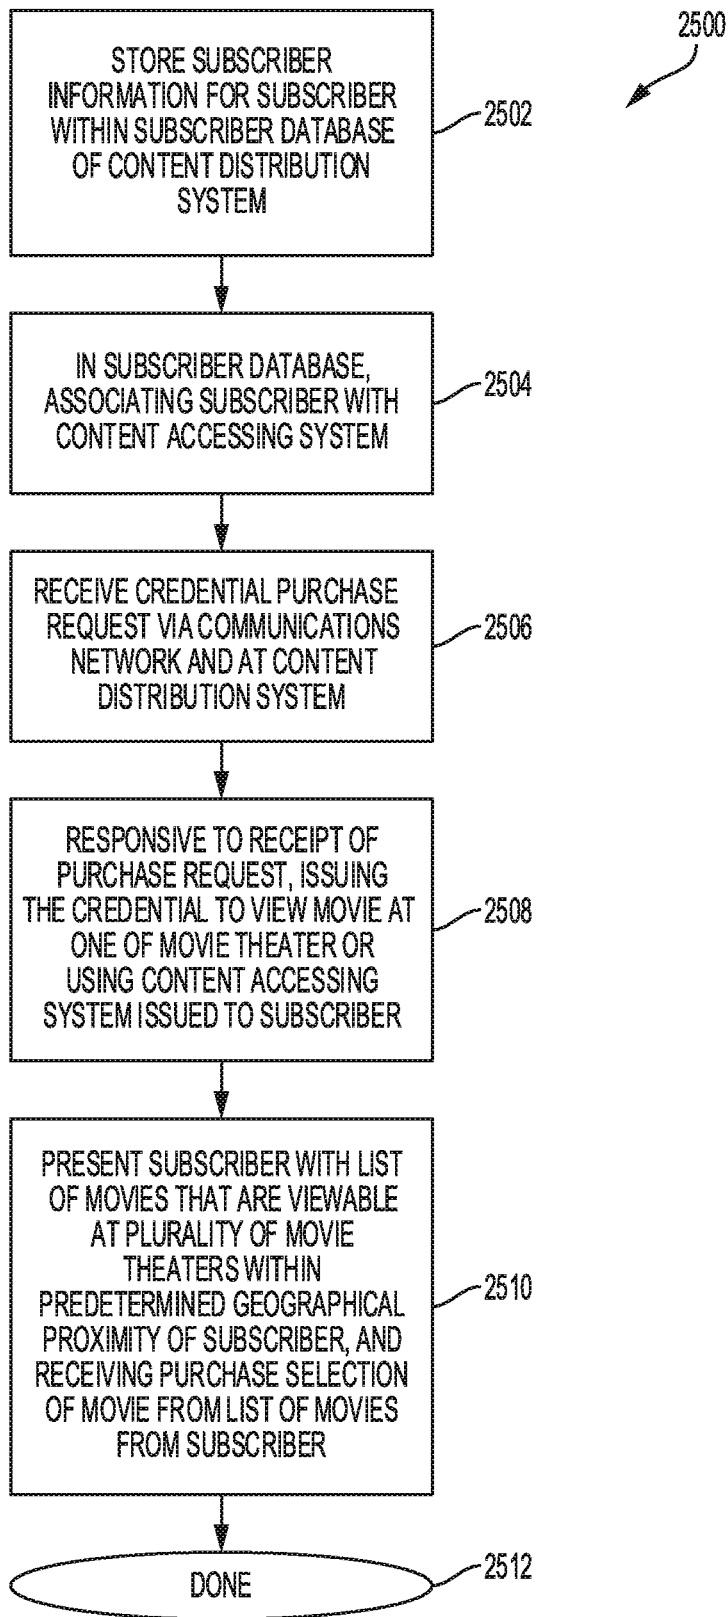 2500
STORE SUBSCRIBER
INFORMATION FOR SUBSCRIBER
WITHIN SUBSCRIBER DATABASE
OF CONTENT DISTRIBUTION
SYSTEM
2502
IN SUBSCRIBER DATABASE,
ASSOCIATING SUBSCRIBER WITH
CONTENT ACCESSING SYSTEM
2504
RECEIVE CREDENTIAL PURCHASE
REQUEST VIA COMMUNICATIONS
NETWORK AND AT CONTENT
DISTRIBUTION SYSTEM
2506
RESPONSIVE TO RECEIPT OF
PURCHASE REQUEST, ISSUING
THE CREDENTIAL TO VIEW MOVIE AT
ONE OF MOVIE THEATER OR
USING CONTENT ACCESSING
SYSTEM ISSUED TO SUBSCRIBER
2508
PRESENT SUBSCRIBER WITH LIST
OF MOVIES THAT ARE VIEWABLE
AT PLURALITY OF MOVIE
THEATERS WITHIN
PREDETERMINED GEOGRAPHICAL
PROXIMITY OF SUBSCRIBER, AND
RECEIVING PURCHASE SELECTION
OF MOVIE FROM LIST OF MOVIES
FROM SUBSCRIBER
2510
DONE
2512